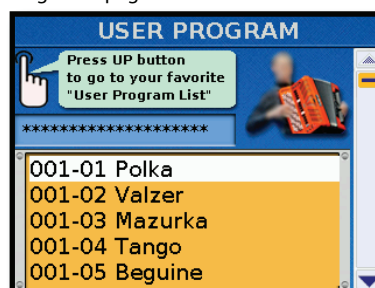 USER PROGRAM
Press UP button
to go to your favorite
"User Program List"
********************
001-01 Polka
001-02 Valzer
001-03 Mazurka
001-04 Tango
001-05 Beguine